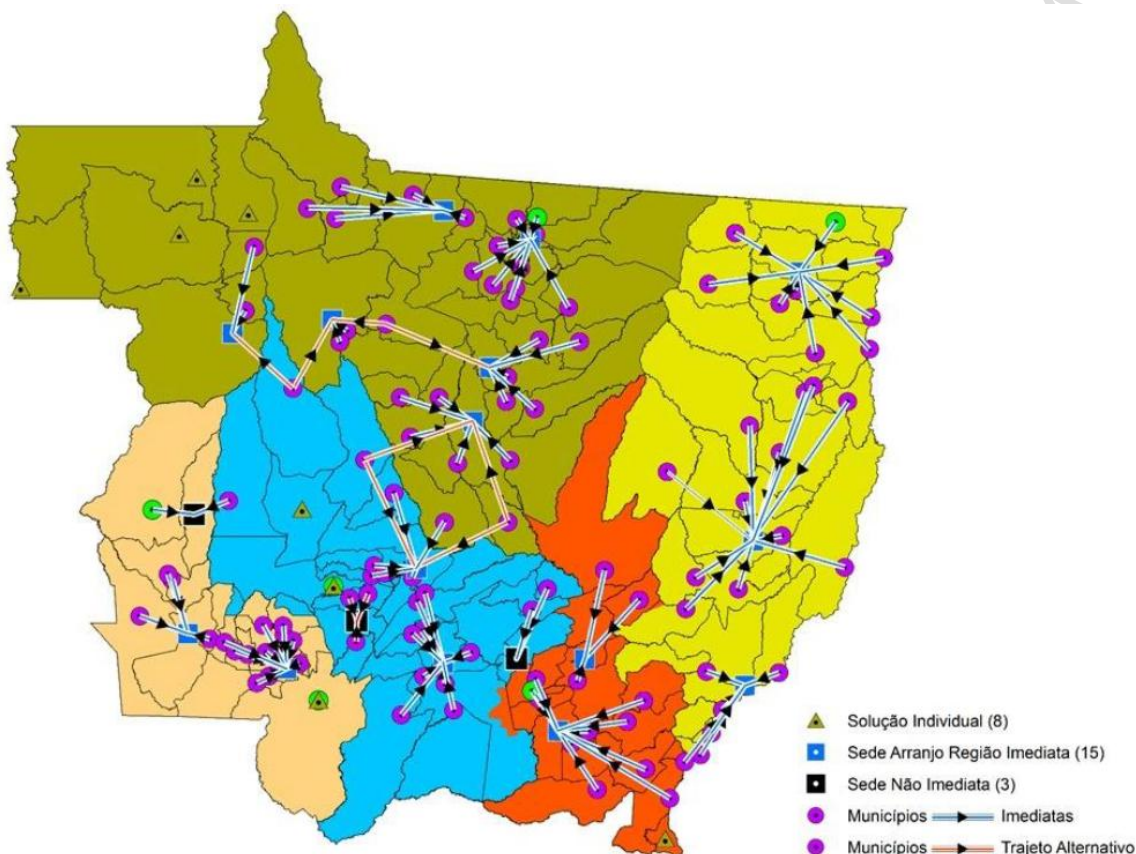 Solução Individual (8)
Sede Arranjo Região Imediata (15)
Sede Não Imediata (3)
Municípios Imediatas
Municípios Trajeto Alternativo